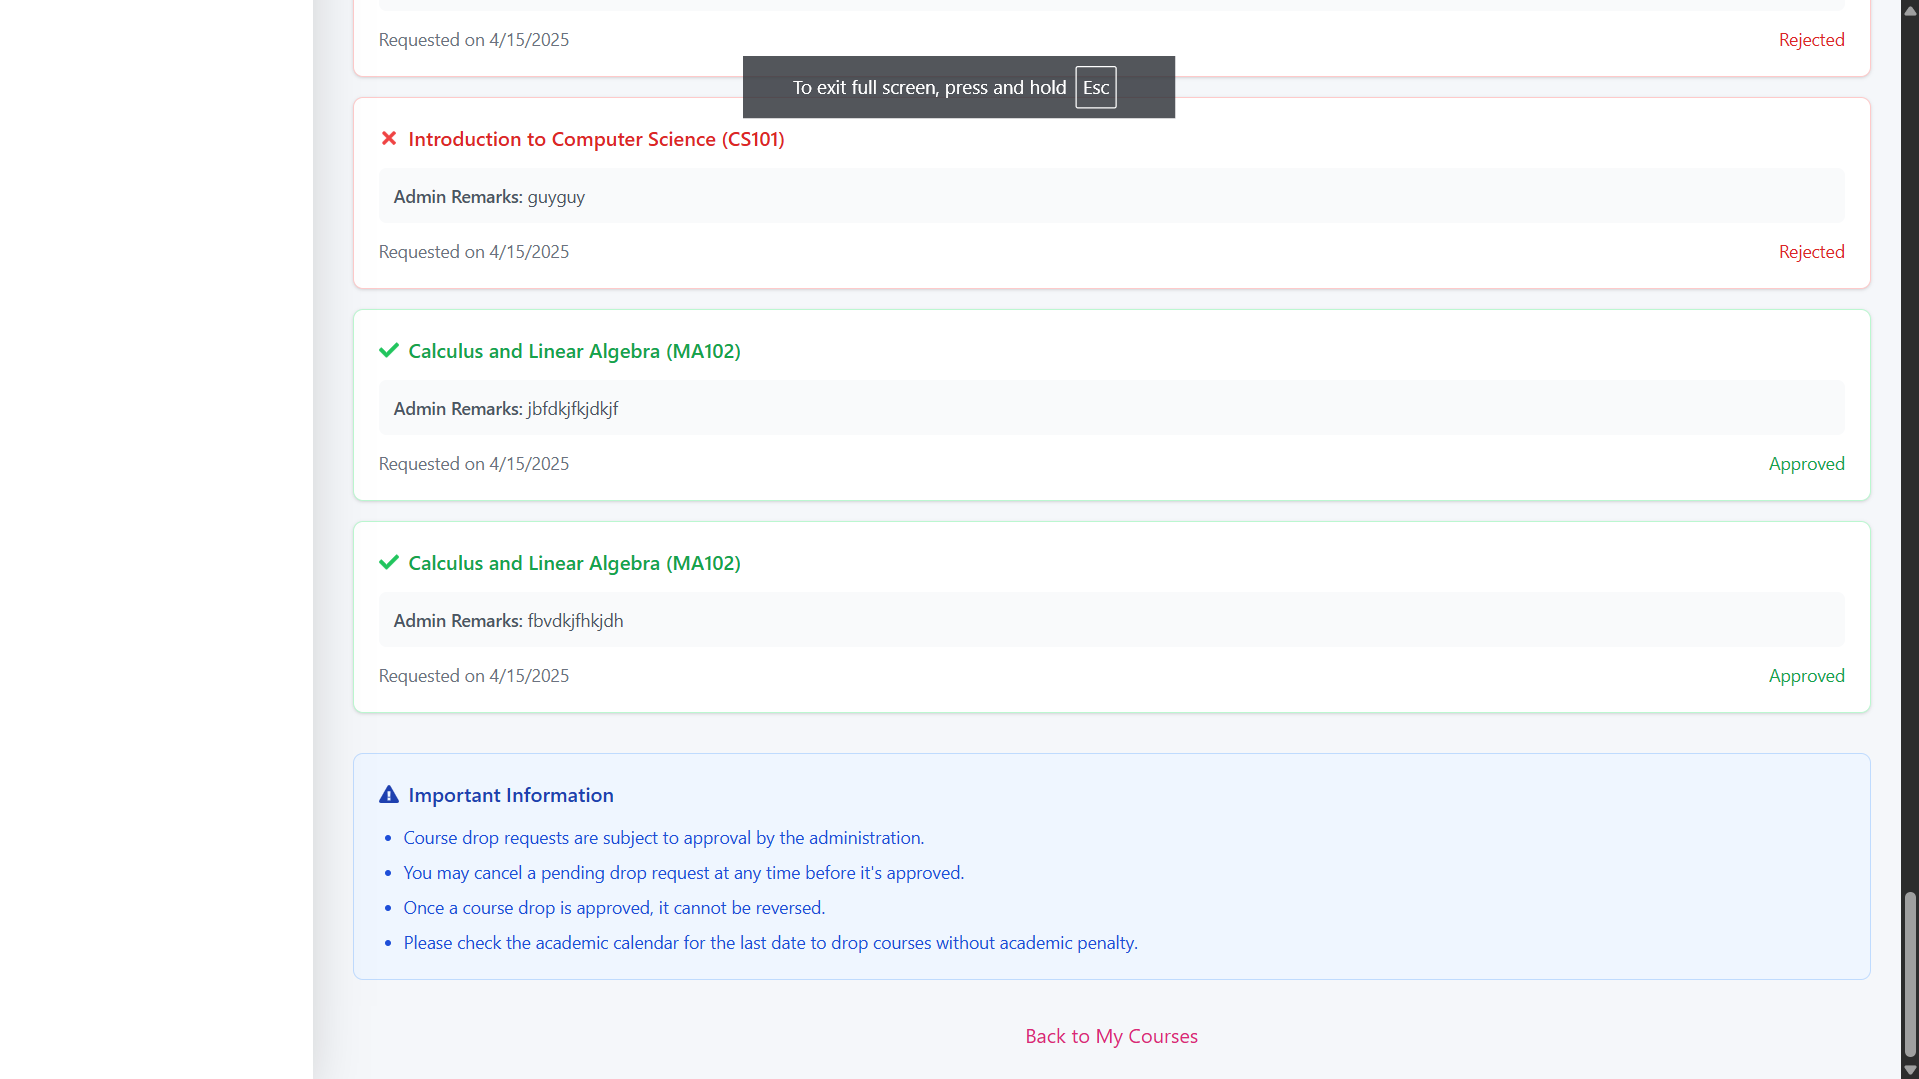 Requested on 4/15/2025 Rejected
To exit full screen, press and hold Esc
Introduction to Computer Science (CS101)
Admin Remarks: guyguy
Requested on 4/15/2025 Rejected
Calculus and Linear Algebra (MA102)
Admin Remarks: jbfdkjfkjdkjf
Requested on 4/15/2025 Approved
Calculus and Linear Algebra (MA102)
Admin Remarks: fbvdkjfhkjdh
Requested on 4/15/2025 Approved
Important Information
• Course drop requests are subject to approval by the administration.
• You may cancel a pending drop request at any time before it's approved.
• Once a course drop is approved, it cannot be reversed.
• Please check the academic calendar for the last date to drop courses without academic penalty.
Back to My Courses